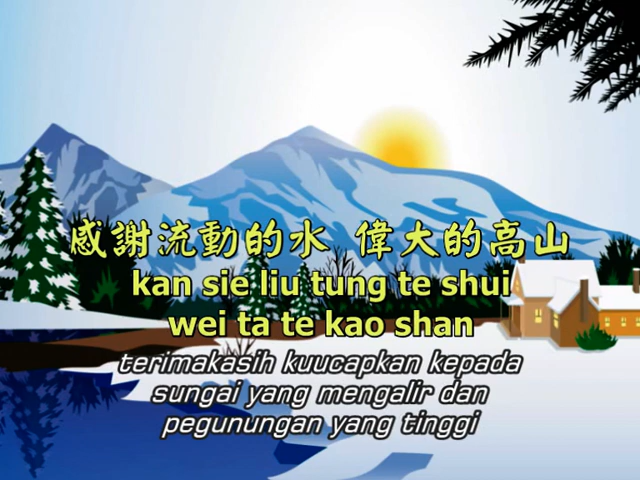 感謝流動的水 偉大的高山
kan sie liu tung te shui
wei ta te kao shan
terimakasih kuucapkan kepada
sungai yang mengalir dan
pegunungan yang tinggi